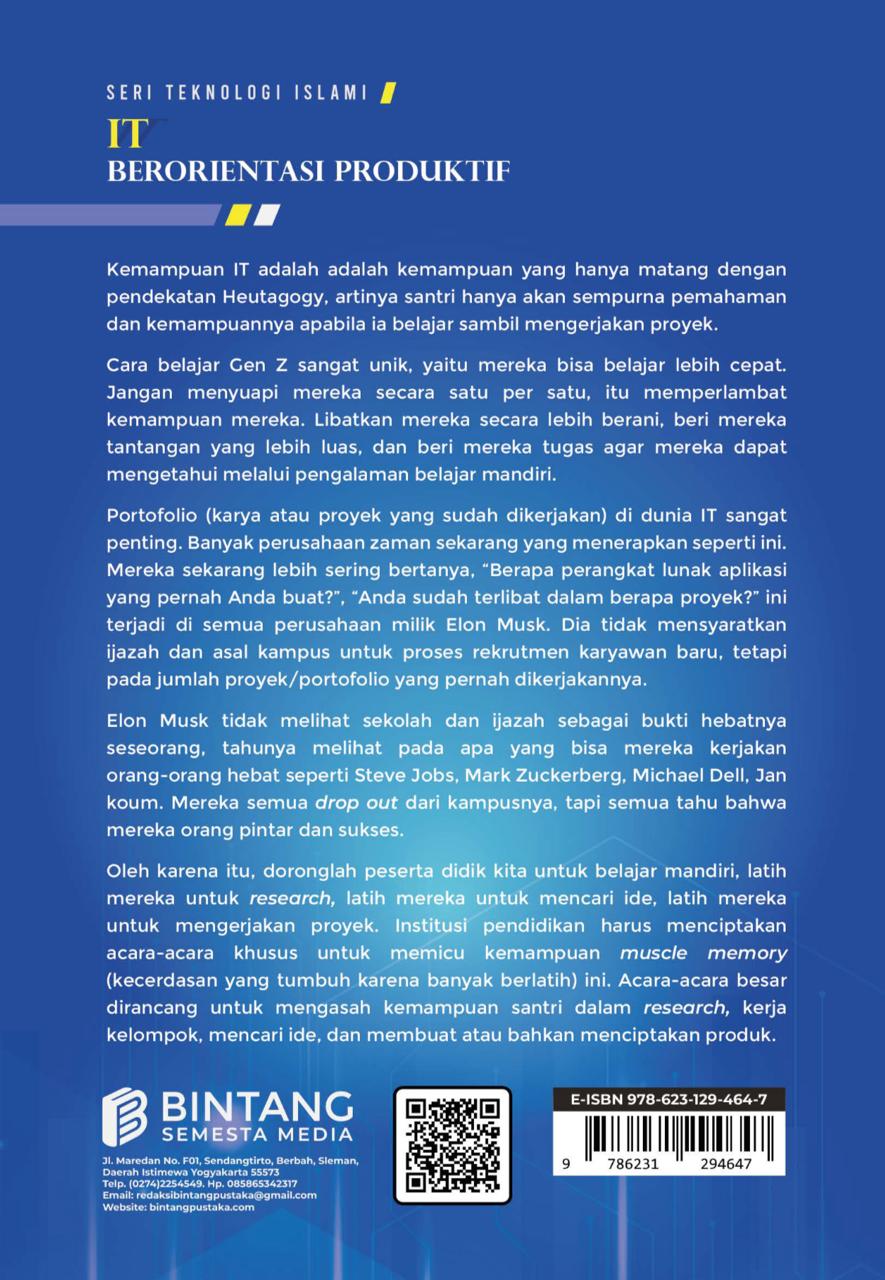 SERI TEKNOLOGI ISLAMI
IT
BERORIENTASI PRODUKTIF
Kemampuan IT adalah adalah kemampuan yang hanya matang dengan
pendekatan Heutagogy, artinya santri hanya akan sempurna pemahaman
dan kemampuannya apabila ia belajar sambil mengerjakan proyek.
Cara belajar Gen Z sangat unik, yaitu mereka bisa belajar lebih cepat.
Jangan menyuapi mereka secara satu per satu, itu memperlambat
kemampuan mereka. Libatkan mereka secara lebih berani, beri mereka
tantangan yang lebih luas, dan beri mereka tugas agar mereka dapat
mengetahui melalui pengalaman belajar mandiri.
Portofolio (karya atau proyek yang sudah dikerjakan) di dunia IT sangat
penting. Banyak perusahaan zaman sekarang yang menerapkan seperti ini.
Mereka sekarang lebih sering bertanya, “Berapa perangkat lunak aplikasi
yang pernah Anda buat?”, “Anda sudah terlibat dalam berapa proyek?” ini
terjadi di semua perusahaan milik Elon Musk. Dia tidak mensyaratkan
ijazah dan asal kampus untuk proses rekrutmen karyawan baru, tetapi
pada jumlah proyek/portofolio yang pernah dikerjakannya.
Elon Musk tidak melihat sekolah dan ijazah sebagai bukti hebatnya
seseorang, tahunya melihat pada apa yang bisa mereka kerjakan
orang-orang hebat seperti Steve Jobs, Mark Zuckerberg, Michael Dell, Jan
koum. Mereka semua drop out dari kampusnya, tapi semua tahu bahwa
mereka orang pintar dan sukses.
Oleh karena itu, doronglah peserta didik kita untuk belajar mandiri, latih
mereka untuk research, latih mereka untuk mencari ide, latih mereka
untuk mengerjakan proyek. Institusi pendidikan harus menciptakan
acara-acara khusus untuk memicu kemampuan muscle memory
(kecerdasan yang tumbuh karena banyak berlatih) ini. Acara-acara besar
dirancang untuk mengasah kemampuan santri dalam research, kerja
kelompok, mencari ide, dan membuat atau bahkan menciptakan produk.
BINTANG
SEMESTA MEDIA
Jl. Maredan No. F01, Sendangtirto, Berbah, Sleman,
Daerah Istimewa Yogyakarta 55573
Telp. (0274)2254549. Hp. 085865342317
Email: redaksibintangpustaka@gmail.com
Website: bintangpustaka.com
E-ISBN 978-623-129-464-7
9 786231 294647